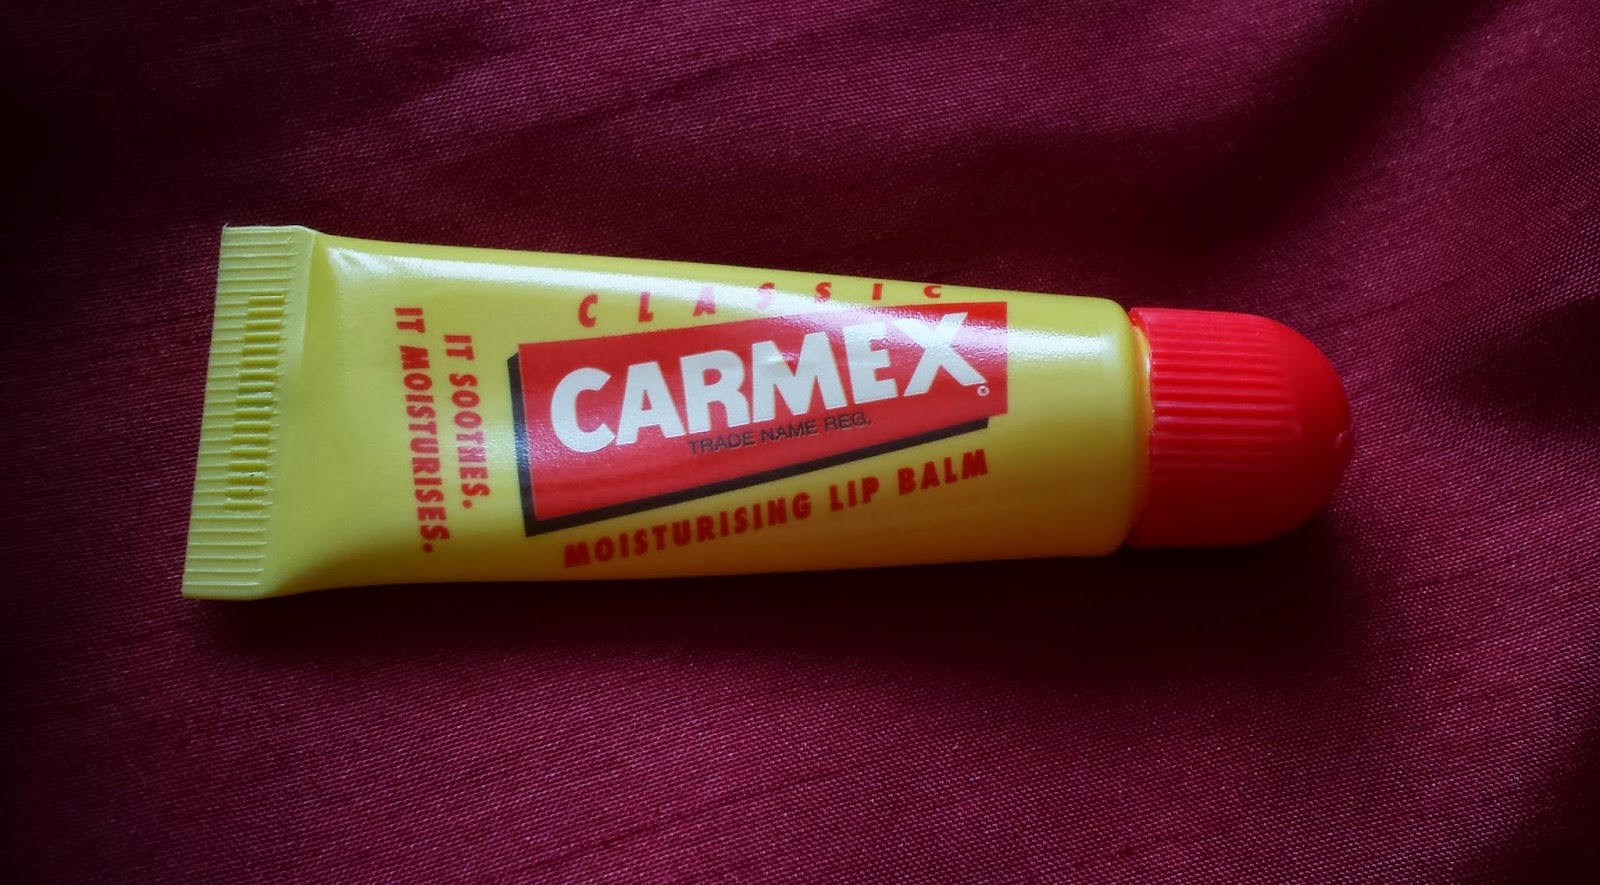 CLASSIC
CARMEX
TRADE NAME REG.
MOISTURISING LIP BALM
IT SOOTHES.
IT MOISTURISES.